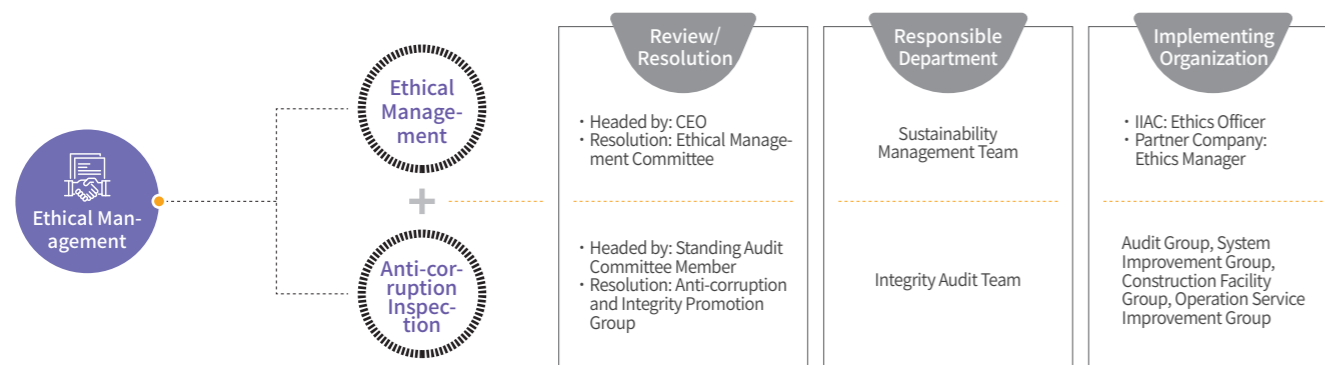 Ethical Man-
agement
Ethical
Manage-
ment
+
Anti-cor-
ruption
Inspec-
tion
Review/
Resolution
・Headed by: CEO
・Resolution: Ethical Manage-
ment Committee
・Headed by: Standing Audit
Committee Member
・Resolution: Anti-corruption
and Integrity Promotion
Group
Responsible
Department
Sustainability
Management Team
Integrity Audit Team
Implementing
Organization
・IIAC: Ethics Officer
・Partner Company:
Ethics Manager
Audit Group, System
Improvement Group,
Construction Facility
Group, Operation Service
Improvement Group